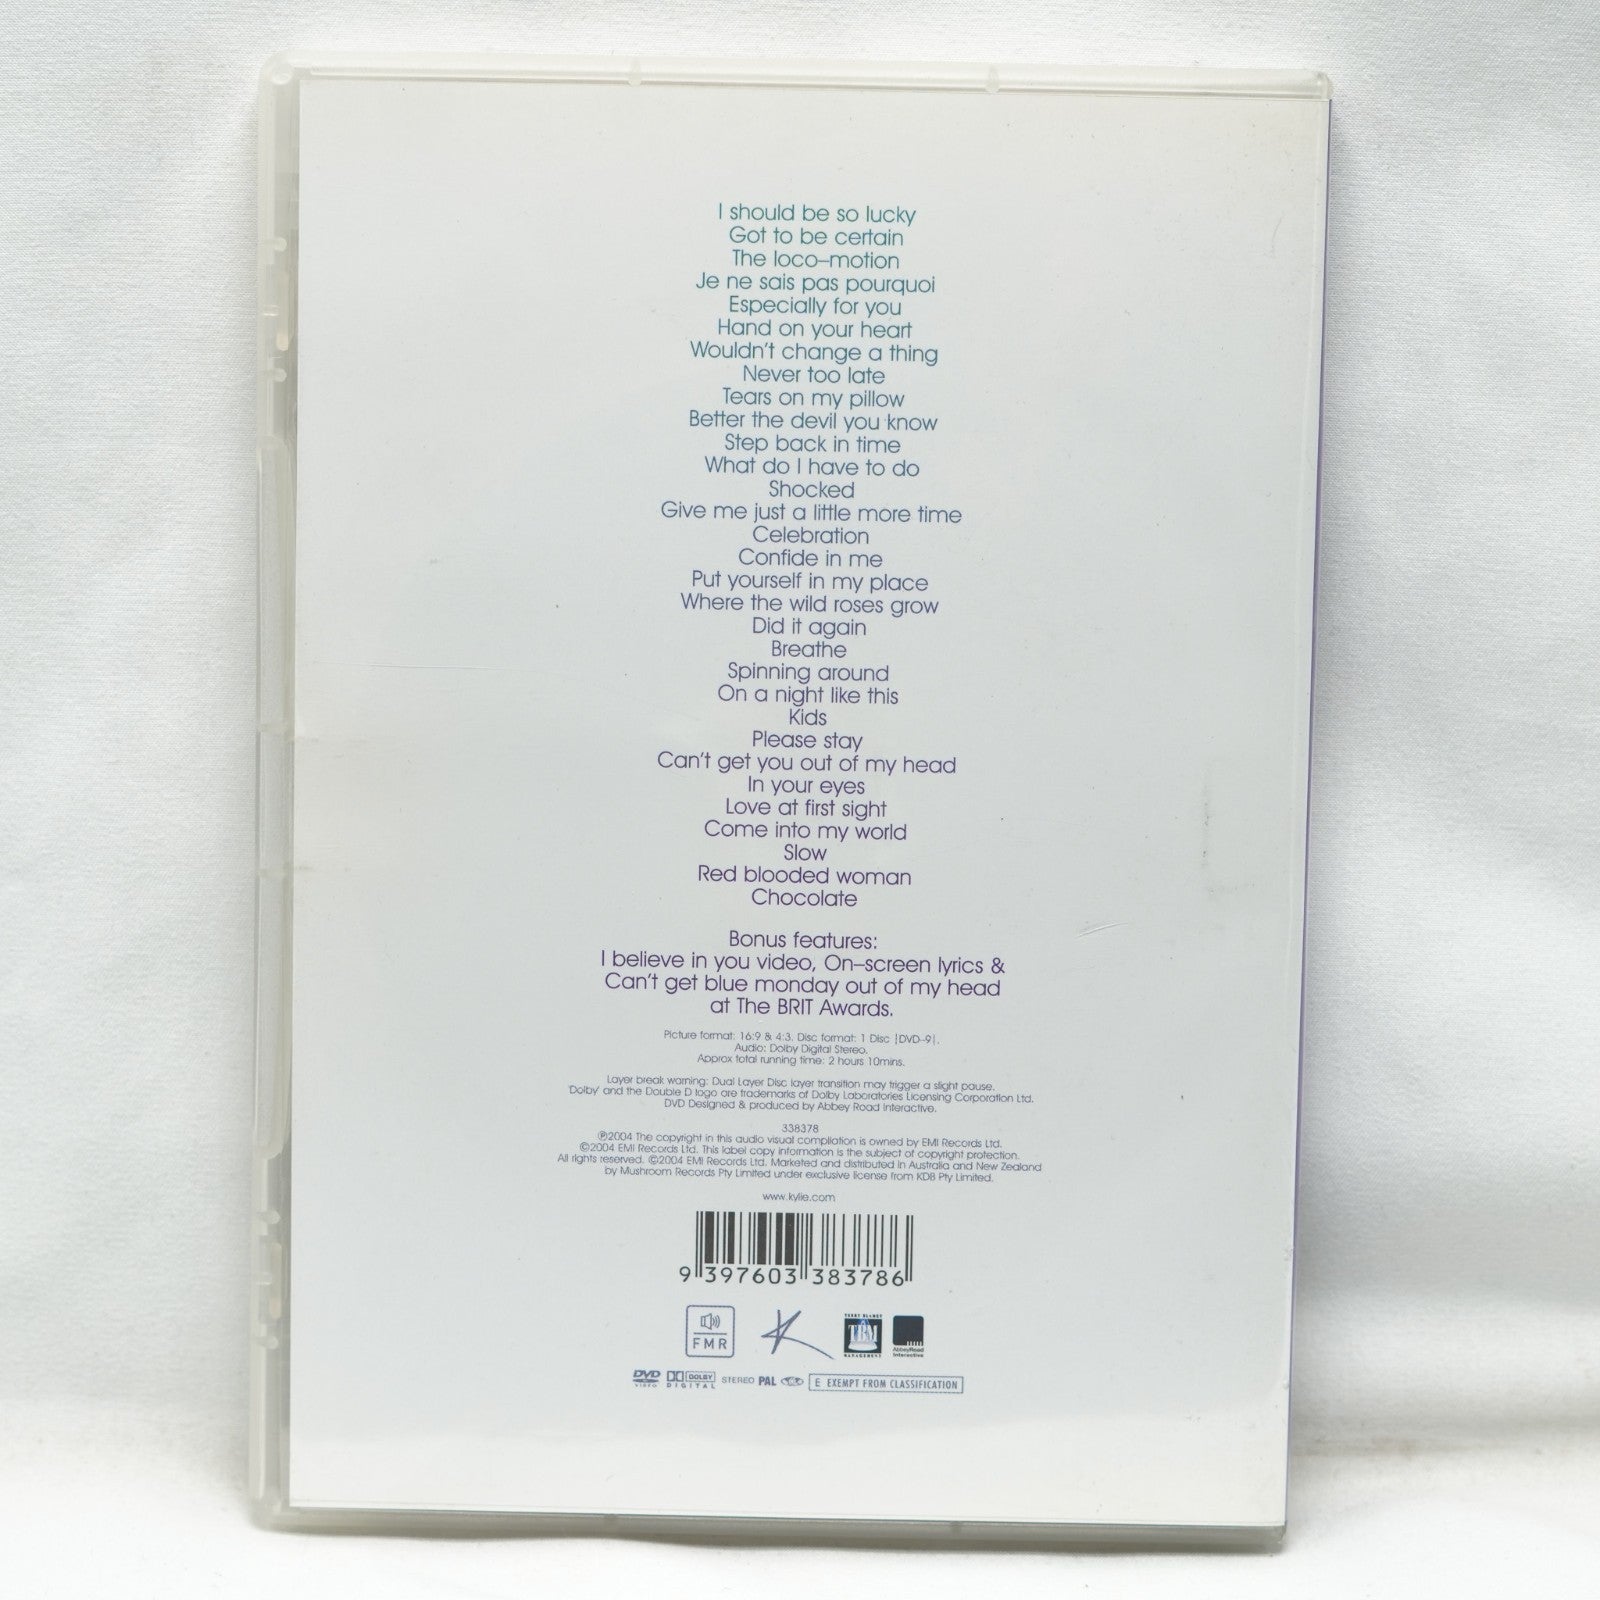 I should be so lucky
Got to be certain
The loco–motion
Je ne sais pas pourquoi
Especially for you
Hand on your heart
Wouldn't change a thing
Never too late
Tears on my pillow
Better the devil you know
Step back in time
What do I have to do
Shocked
Give me just a little more time
Celebration
Confide in me
Put yourself in my place
Where the wild roses grow
Did it again
Breathe
Spinning around
On a night like this
Kids
Please stay
Can't get you out of my head
In your eyes
Love at first sight
Come into my world
Slow
Red blooded woman
Chocolate
Bonus features:
I believe in you video, On–screen lyrics &
Can't get blue monday out of my head
at The BRIT Awards.
Picture format: 16:9 & 4:3. Disc format: 1 Disc |DVD–9|.
Audio: Dolby Digital Stereo.
Approx total running time: 2 hours 10mins.
Layer break warning: Dual Layer Disc layer transition may trigger a slight pause.
'Dolby' and the Double D logo are trademarks of Dolby Laboratories Licensing Corporation Ltd.
DVD Designed & produced by Abbey Road Interactive.
338378
℗2004 The copyright in this audio visual compilation is owned by EMI Records Ltd.
©2004 EMI Records Ltd. This label copy information is the subject of copyright protection.
All rights reserved. ©2004 EMI Records Ltd. Marketed and distributed in Australia and New Zealand
by Mushroom Records Pty Limited under exclusive license from KDB Pty Limited.
www.kylie.com
9 397603 383786
FMR K TERRY BLAMEY TBM MANAGEMENT AbbeyRoad Interactive
DVD VIDEO DOLBY DIGITAL STEREO PAL E EXEMPT FROM CLASSIFICATION